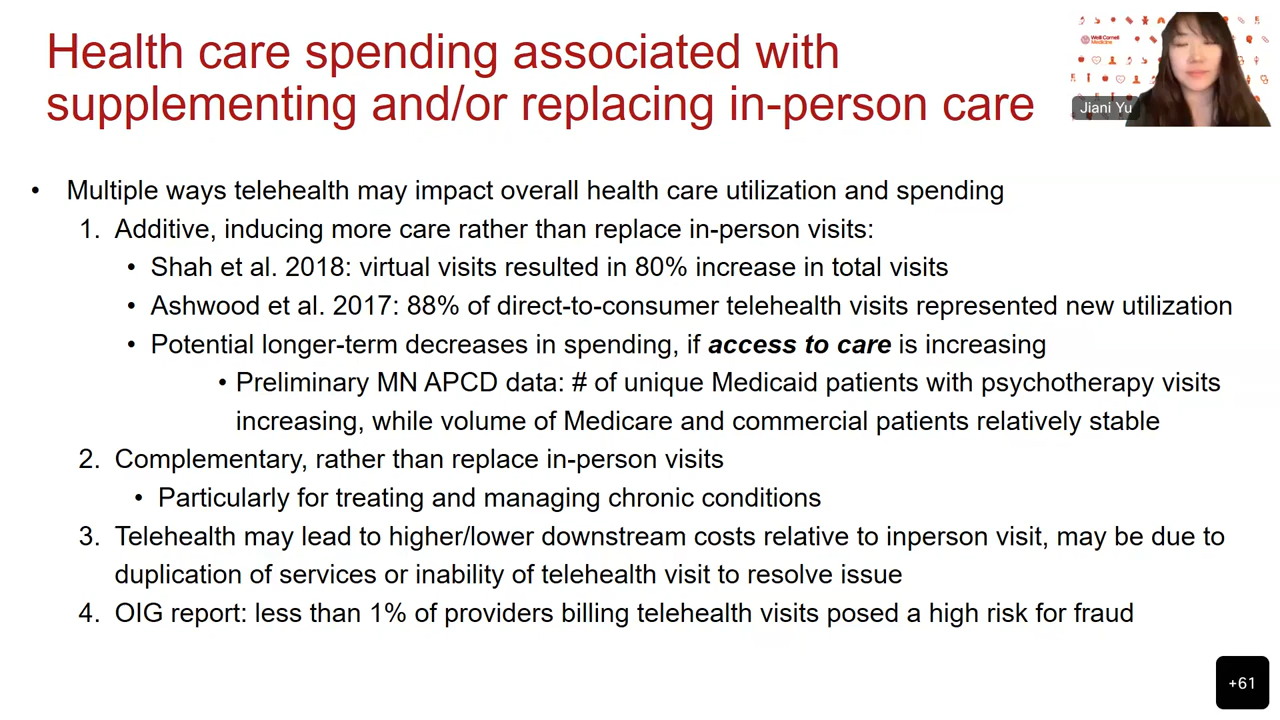 Health care spending associated with
supplementing and/or replacing in-person care
Weill Cornell
Medicine
Jiani Yu
• Multiple ways telehealth may impact overall health care utilization and spending
1. Additive, inducing more care rather than replace in-person visits:
• Shah et al. 2018: virtual visits resulted in 80% increase in total visits
• Ashwood et al. 2017: 88% of direct-to-consumer telehealth visits represented new utilization
• Potential longer-term decreases in spending, if access to care is increasing
• Preliminary MN APCD data: # of unique Medicaid patients with psychotherapy visits
increasing, while volume of Medicare and commercial patients relatively stable
2. Complementary, rather than replace in-person visits
• Particularly for treating and managing chronic conditions
3. Telehealth may lead to higher/lower downstream costs relative to inperson visit, may be due to
duplication of services or inability of telehealth visit to resolve issue
4. OIG report: less than 1% of providers billing telehealth visits posed a high risk for fraud
+61